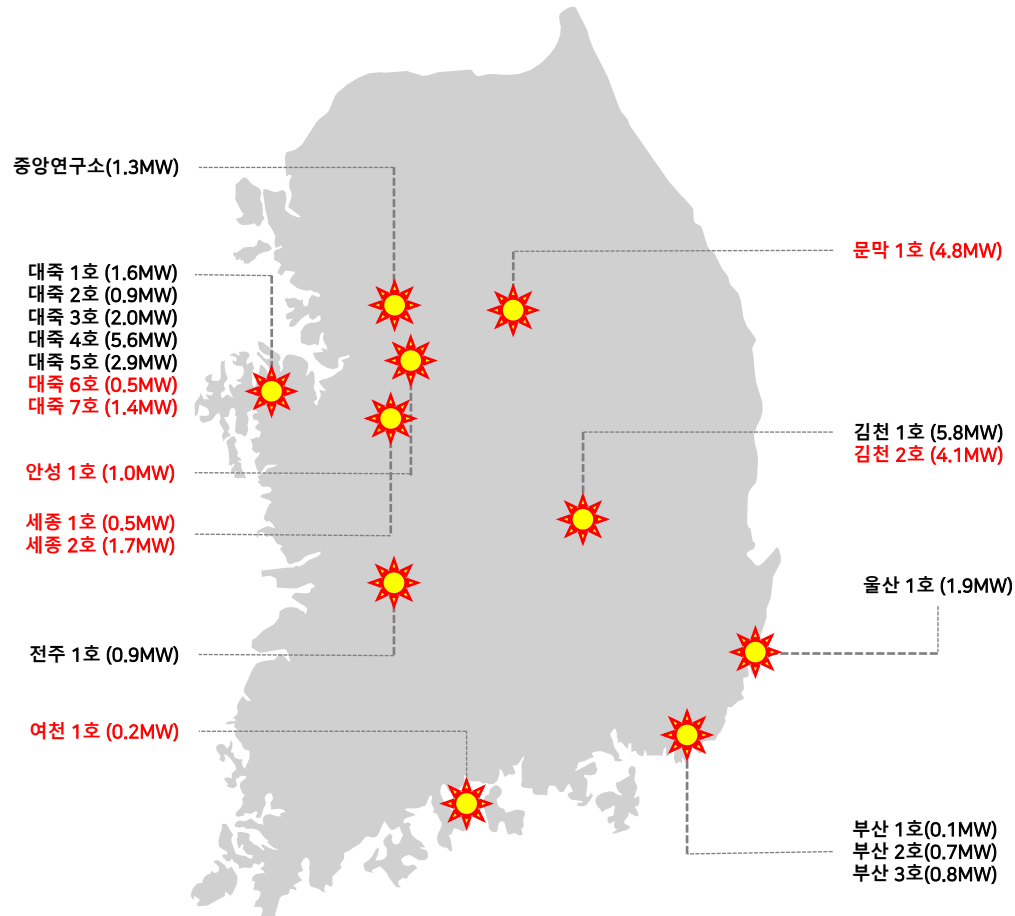 중앙연구소(1.3MW)
대죽 1호 (1.6MW)
대죽 2호 (0.9MW)
대죽 3호 (2.0MW)
대죽 4호 (5.6MW)
대죽 5호 (2.9MW)
대죽 6호 (0.5MW)
대죽 7호 (1.4MW)
안성 1호 (1.0MW)
세종 1호 (0.5MW)
세종 2호 (1.7MW)
전주 1호 (0.9MW)
여천 1호 (0.2MW)
문막 1호 (4.8MW)
김천 1호 (5.8MW)
김천 2호 (4.1MW)
울산 1호 (1.9MW)
부산 1호(0.1MW)
부산 2호(0.7MW)
부산 3호(0.8MW)